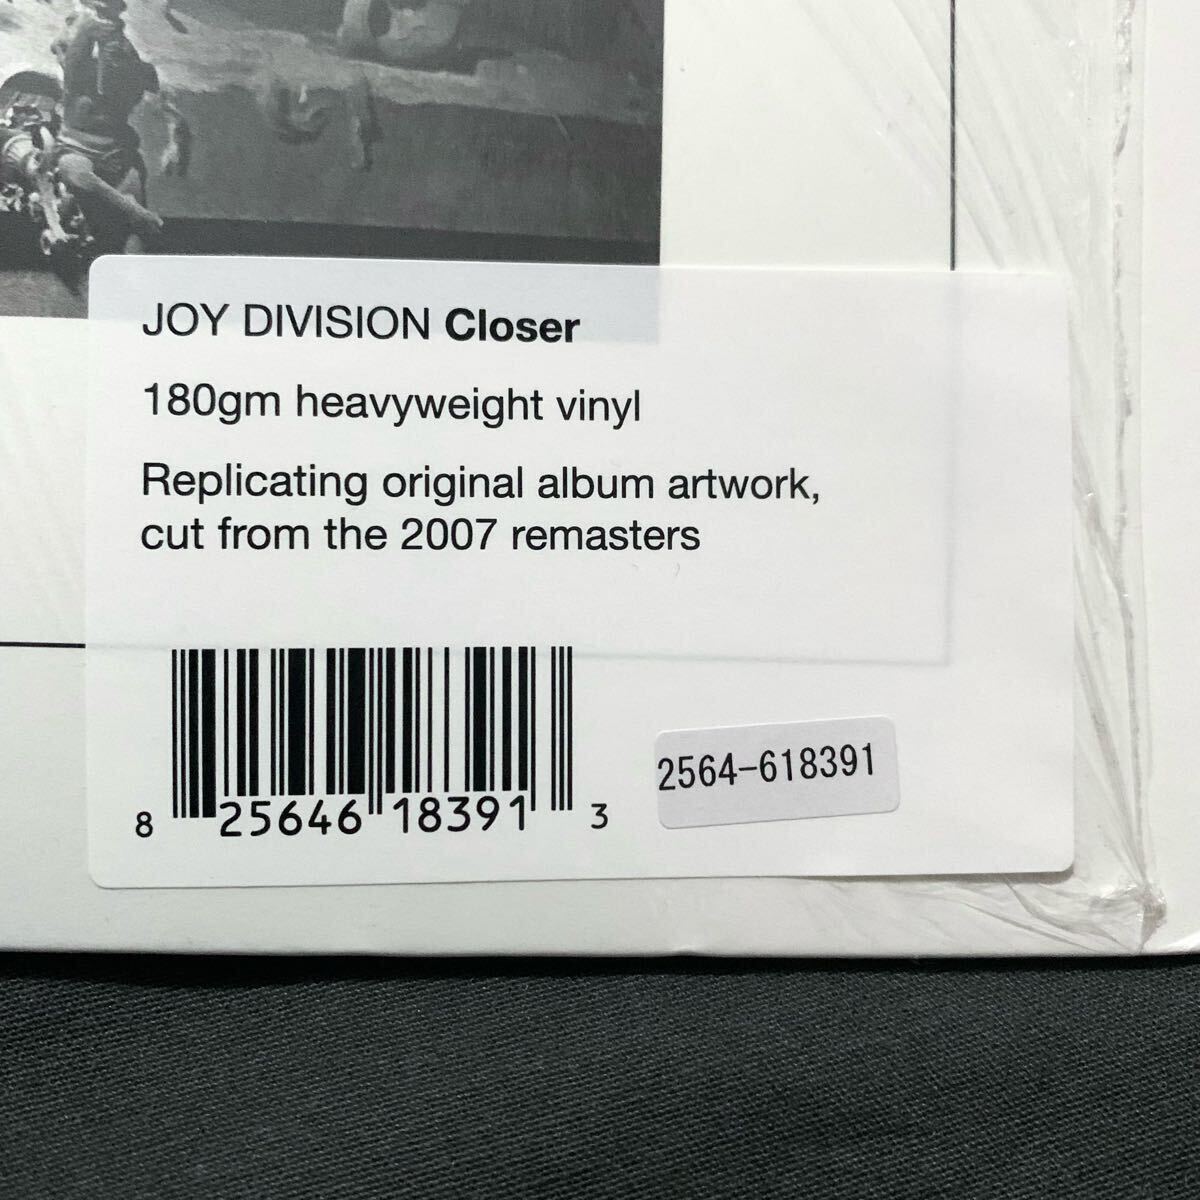 JOY DIVISION Closer
180gm heavyweight vinyl
Replicating original album artwork,
cut from the 2007 remasters
8 25646 18391 3
2564-618391